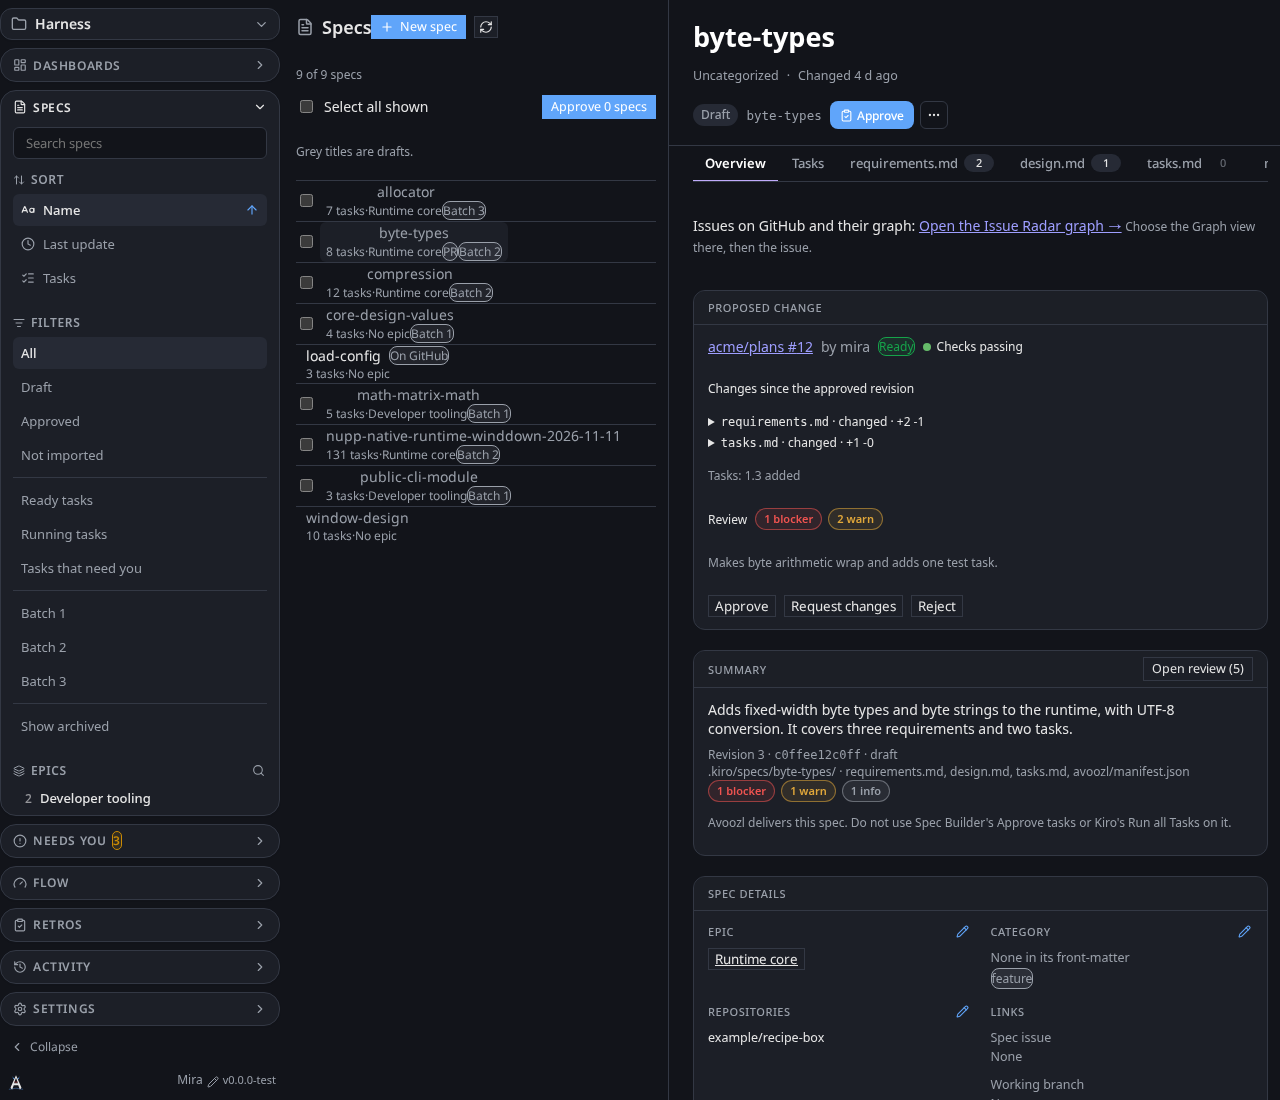 Harness
DASHBOARDS
SPECS
Search specs
SORT
Aa Name
Last update
Tasks
FILTERS
All
Draft
Approved
Not imported
Ready tasks
Running tasks
Tasks that need you
Batch 1
Batch 2
Batch 3
Show archived
EPICS
2 Developer tooling
NEEDS YOU 3
FLOW
RETROS
ACTIVITY
SETTINGS
Collapse
A Mira v0.0.0-test
Specs + New spec
9 of 9 specs
Select all shown Approve 0 specs
Grey titles are drafts.
allocator
7 tasks·Runtime core Batch 3
byte-types
8 tasks·Runtime core PR Batch 2
compression
12 tasks·Runtime core Batch 2
core-design-values
4 tasks·No epic Batch 1
load-config On GitHub
3 tasks·No epic
math-matrix-math
5 tasks·Developer tooling Batch 1
nupp-native-runtime-winddown-2026-11-11
131 tasks·Runtime core Batch 2
public-cli-module
3 tasks·Developer tooling Batch 1
window-design
10 tasks·No epic
byte-types
Uncategorized · Changed 4 d ago
Draft byte-types Approve ···
Overview Tasks requirements.md 2 design.md 1 tasks.md 0
Issues on GitHub and their graph: Open the Issue Radar graph → Choose the Graph view
there, then the issue.
PROPOSED CHANGE
acme/plans #12 by mira Ready Checks passing
Changes since the approved revision
requirements.md · changed · +2 -1
tasks.md · changed · +1 -0
Tasks: 1.3 added
Review 1 blocker 2 warn
Makes byte arithmetic wrap and adds one test task.
Approve Request changes Reject
SUMMARY Open review (5)
Adds fixed-width byte types and byte strings to the runtime, with UTF-8
conversion. It covers three requirements and two tasks.
Revision 3 · c0ffee12c0ff · draft
.kiro/specs/byte-types/ · requirements.md, design.md, tasks.md, avoozl/manifest.json
1 blocker 1 warn 1 info
Avoozl delivers this spec. Do not use Spec Builder's Approve tasks or Kiro's Run all Tasks on it.
SPEC DETAILS
EPIC
Runtime core
CATEGORY
None in its front-matter
feature
REPOSITORIES
example/recipe-box
LINKS
Spec issue
None
Working branch